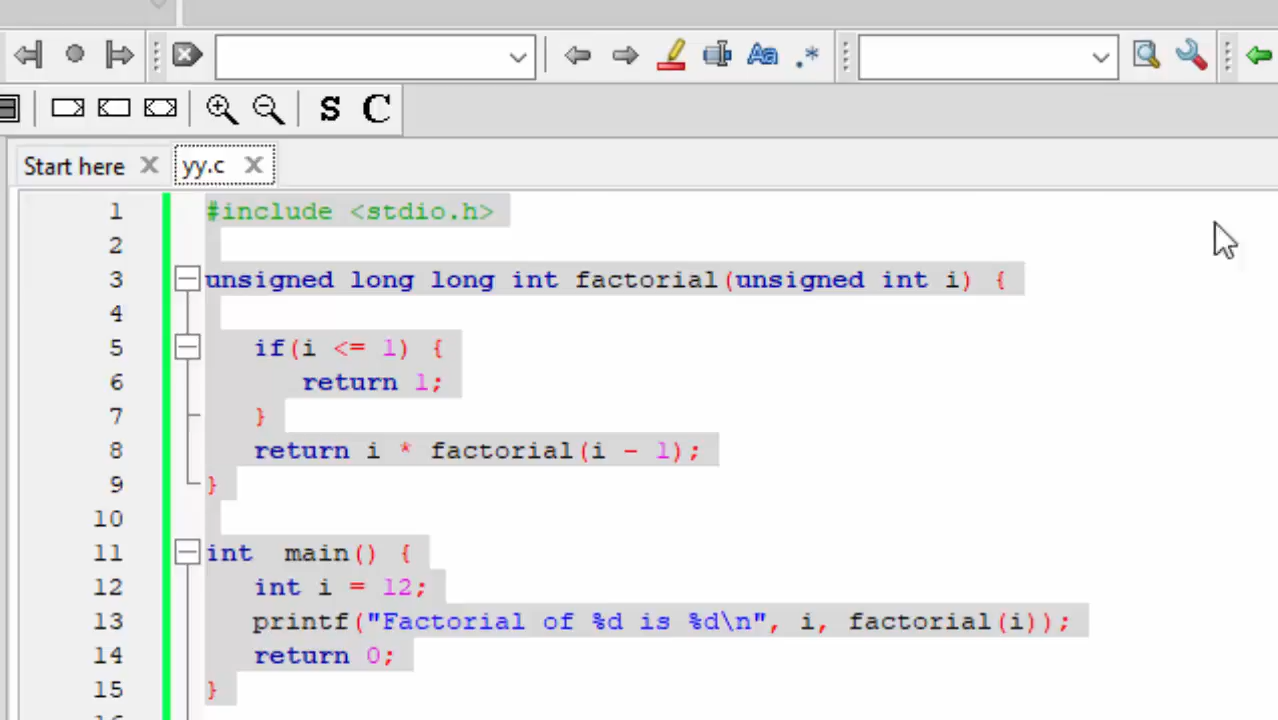 S C
Start here yy.c
1 #include <stdio.h>
2
3 unsigned long long int factorial(unsigned int i) {
4
5 if(i <= 1) {
6 return 1;
7 }
8 return i * factorial(i - 1);
9 }
10
11 int  main() {
12 int i = 12;
13 printf("Factorial of %d is %d\n", i, factorial(i));
14 return 0;
15 }